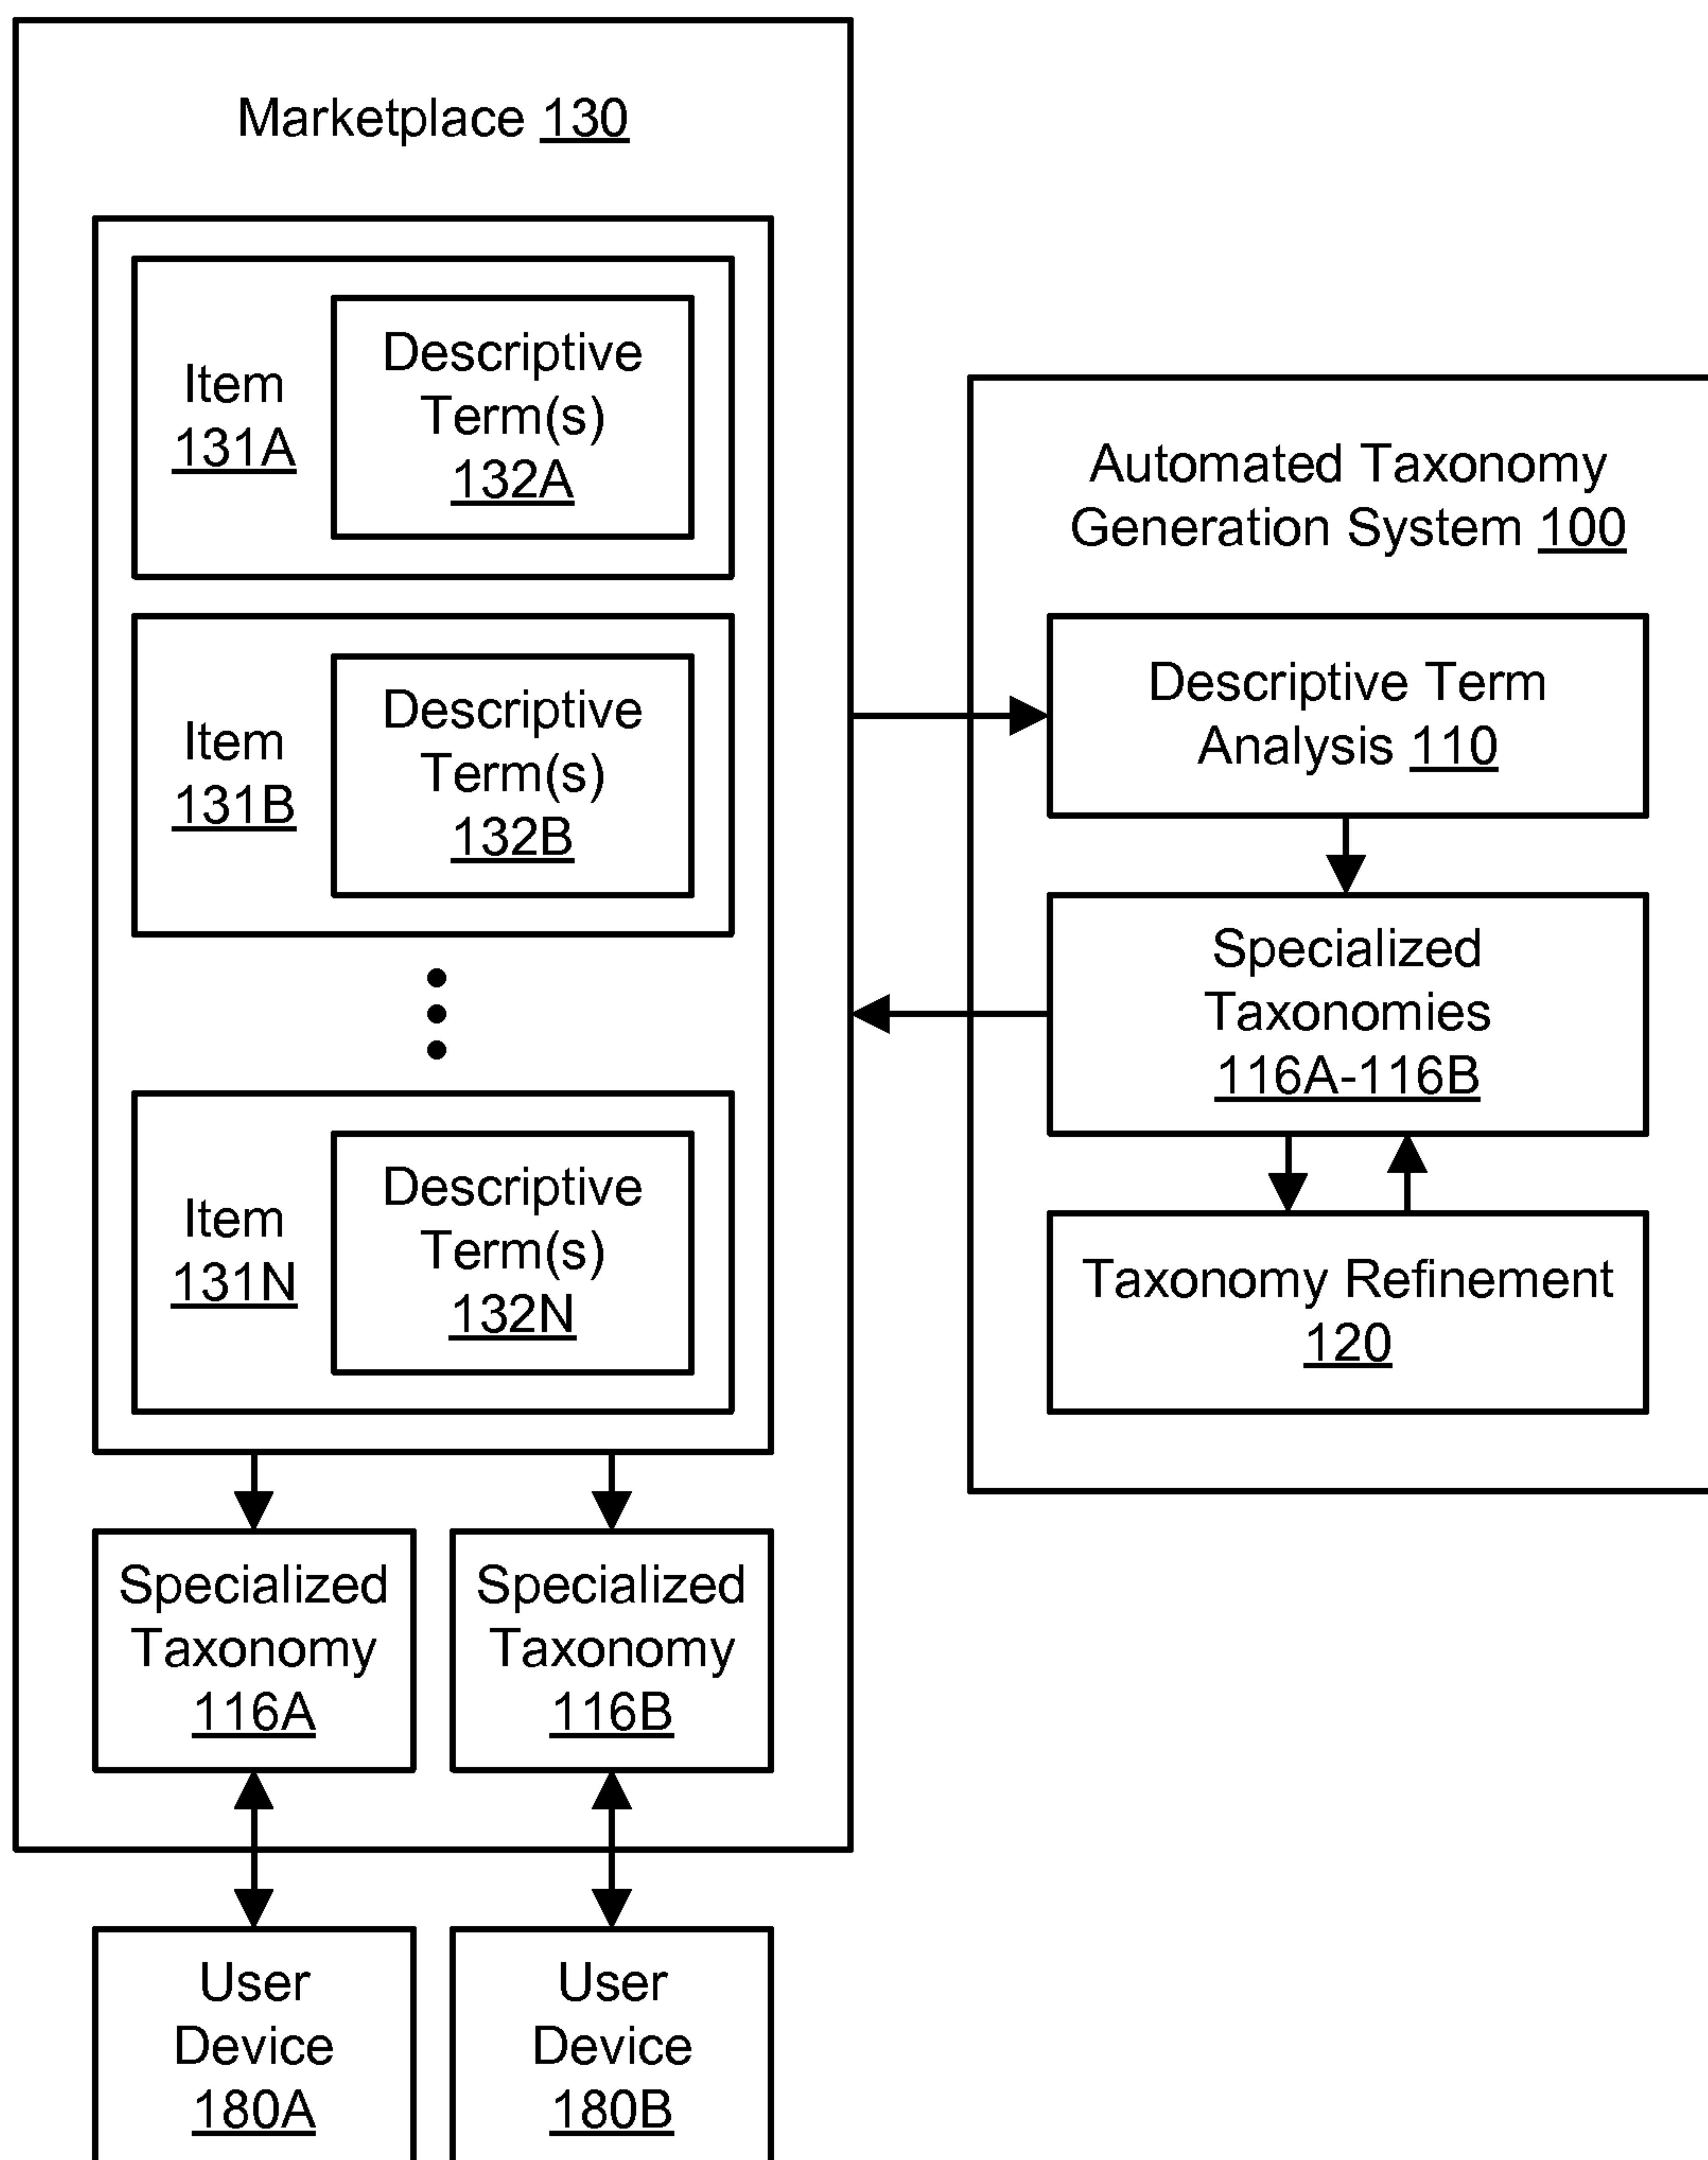 Marketplace 130
Item
131A
Descriptive
Term(s)
132A
Item
131B
Descriptive
Term(s)
132B
Item
131N
Descriptive
Term(s)
132N
Specialized
Taxonomy
116A
Specialized
Taxonomy
116B
User
Device
180A
User
Device
180B
Automated Taxonomy
Generation System 100
Descriptive Term
Analysis 110
Specialized
Taxonomies
116A-116B
Taxonomy Refinement
120